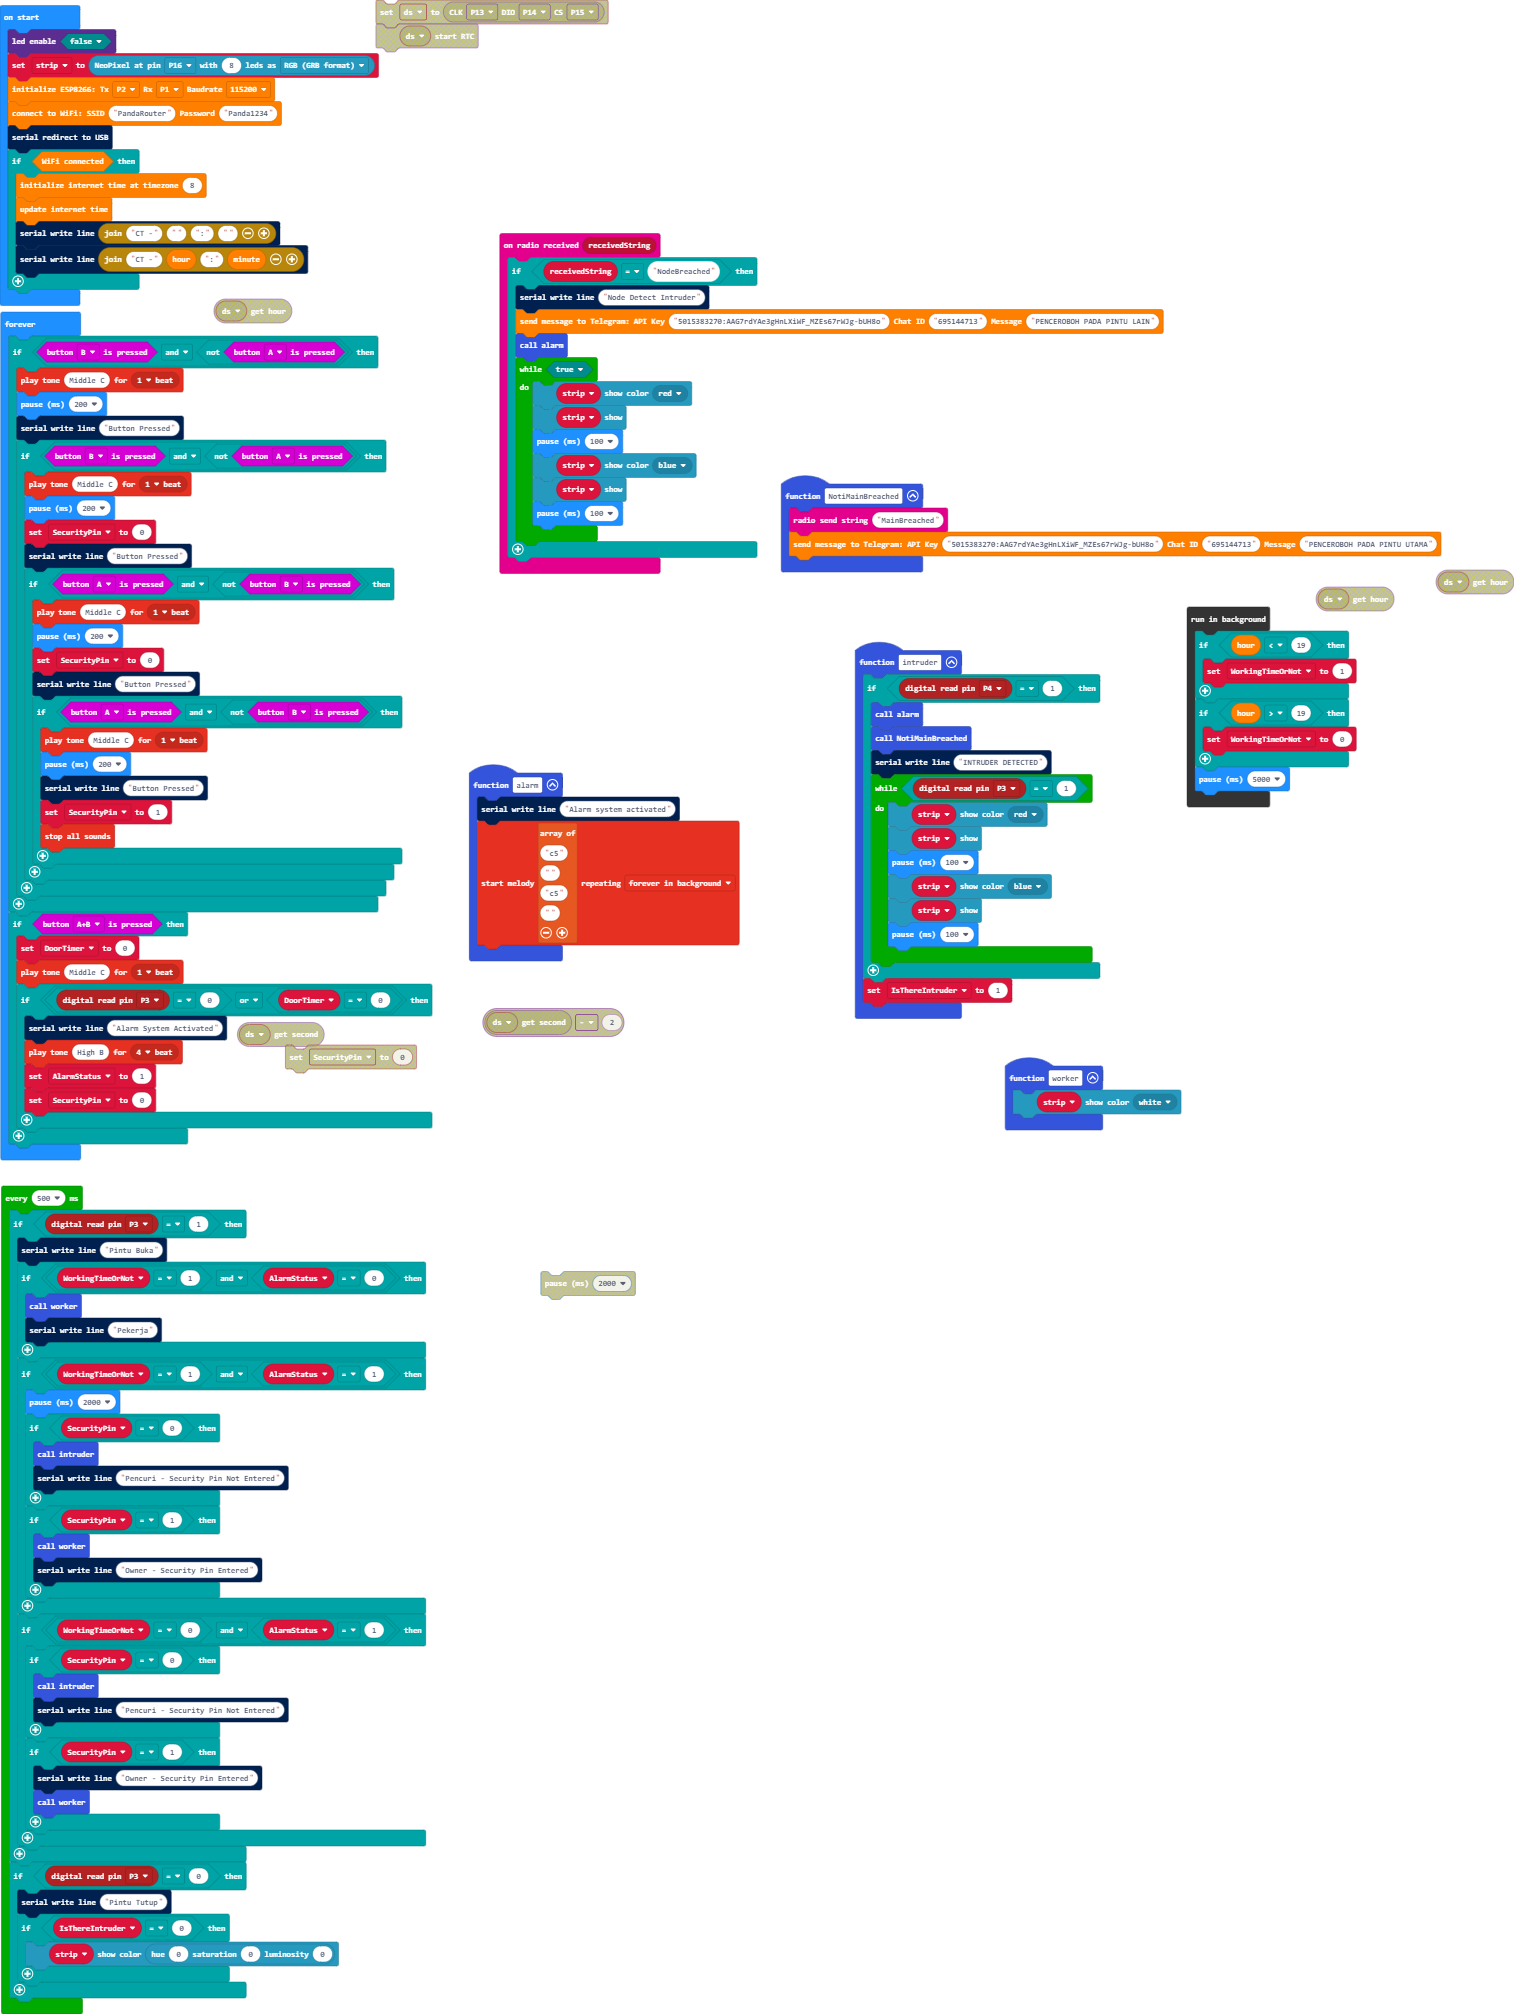 on start
led enable false
set strip to NeoPixel at pin P16 with 8 leds as RGB (GRB format)
initialize ESP8266: Tx P2 Rx P1 Baudrate 115200
connect to WiFi: SSID "PandaRouter" Password "Panda1234"
serial redirect to USB
if WiFi connected then
initialize internet time at timezone 8
update internet time
serial write line join "CT -" "" ":" ""
serial write line join "CT -" hour ":" minute
set ds to CLK P13 DIO P14 CS P15
ds start RTC
ds get hour
forever
if button B is pressed and not button A is pressed then
play tone Middle C for 1 beat
pause (ms) 200
serial write line "Button Pressed"
if button B is pressed and not button A is pressed then
play tone Middle C for 1 beat
pause (ms) 200
set SecurityPin to 0
serial write line "Button Pressed"
if button A is pressed and not button B is pressed then
play tone Middle C for 1 beat
pause (ms) 200
set SecurityPin to 0
serial write line "Button Pressed"
if button A is pressed and not button B is pressed then
play tone Middle C for 1 beat
pause (ms) 200
serial write line "Button Pressed"
set SecurityPin to 1
stop all sounds
if button A+B is pressed then
set DoorTimer to 0
play tone Middle C for 1 beat
if digital read pin P3 = 0 or DoorTimer = 0 then
serial write line "Alarm System Activated"
play tone High B for 4 beat
set AlarmStatus to 1
set SecurityPin to 0
ds get second
set SecurityPin to 0
on radio received receivedString
if receivedString = "NodeBreached" then
serial write line "Node Detect Intruder"
send message to Telegram: API Key "5015383270:AAG7rdYAe3gHnLXiWF_MZEs67rWJg-bUH8o" Chat ID "695144713" Message "PENCEROBOH PADA PINTU LAIN"
call alarm
while true
do strip show color red
strip show
pause (ms) 100
strip show color blue
strip show
pause (ms) 100
function NotiMainBreached
radio send string "MainBreached"
send message to Telegram: API Key "5015383270:AAG7rdYAe3gHnLXiWF_MZEs67rWJg-bUH8o" Chat ID "695144713" Message "PENCEROBOH PADA PINTU UTAMA"
ds get hour
ds get hour
run in background
if hour < 19 then
set WorkingTimeOrNot to 1
if hour > 19 then
set WorkingTimeOrNot to 0
pause (ms) 5000
function intruder
if digital read pin P4 = 1 then
call alarm
call NotiMainBreached
serial write line "INTRUDER DETECTED"
while digital read pin P3 = 1
do strip show color red
strip show
pause (ms) 100
strip show color blue
strip show
pause (ms) 100
set IsThereIntruder to 1
function alarm
serial write line "Alarm system activated"
array of
"c5"
""
"c5"
""
start melody repeating forever in background
ds get second - 2
function worker
strip show color white
every 500 ms
if digital read pin P3 = 1 then
serial write line "Pintu Buka"
if WorkingTimeOrNot = 1 and AlarmStatus = 0 then
call worker
serial write line "Pekerja"
if WorkingTimeOrNot = 1 and AlarmStatus = 1 then
pause (ms) 2000
if SecurityPin = 0 then
call intruder
serial write line "Pencuri - Security Pin Not Entered"
if SecurityPin = 1 then
call worker
serial write line "Owner - Security Pin Entered"
if WorkingTimeOrNot = 0 and AlarmStatus = 1 then
if SecurityPin = 0 then
call intruder
serial write line "Pencuri - Security Pin Not Entered"
if SecurityPin = 1 then
serial write line "Owner - Security Pin Entered"
call worker
if digital read pin P3 = 0 then
serial write line "Pintu Tutup"
if IsThereIntruder = 0 then
strip show color hue 0 saturation 0 luminosity 0
pause (ms) 2000